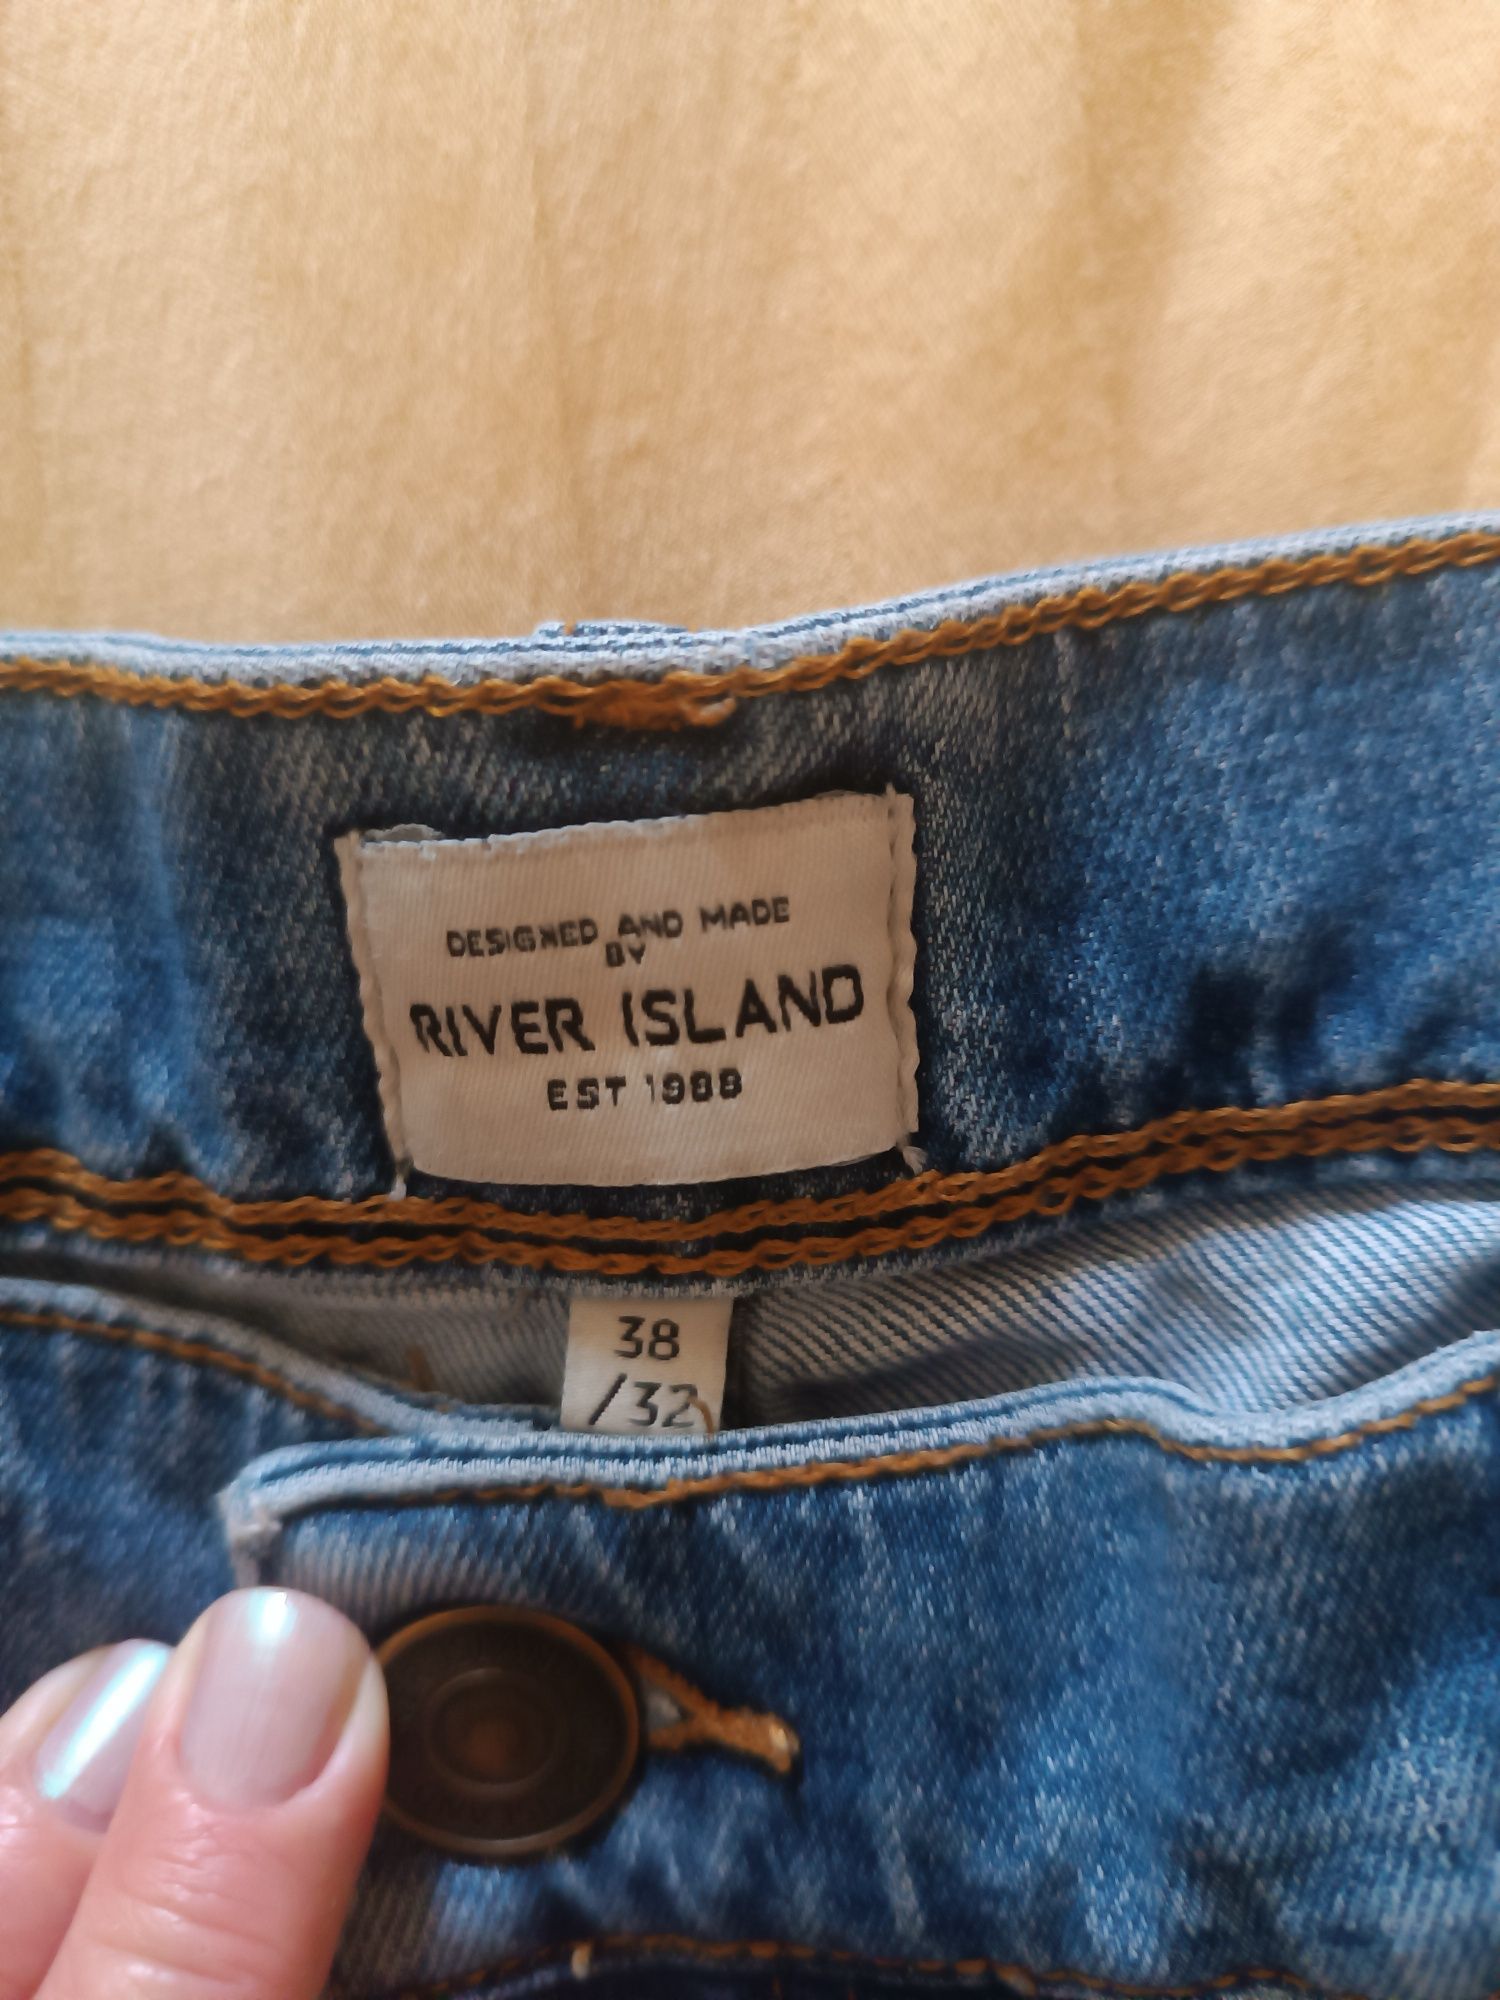 DESIGNED AND MADE
BY
RIVER ISLAND
EST 1988
38
/32